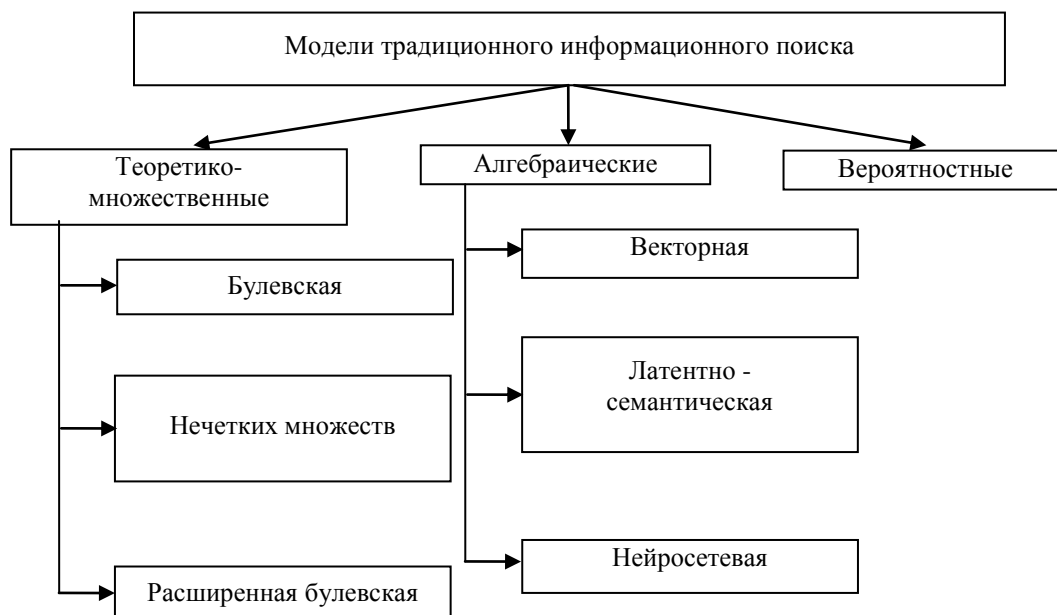 Модели традиционного информационного поиска
Теоретико-
множественные
Алгебраические
Вероятностные
Булевская
Нечетких множеств
Расширенная булевская
Векторная
Латентно -
семантическая
Нейросетевая